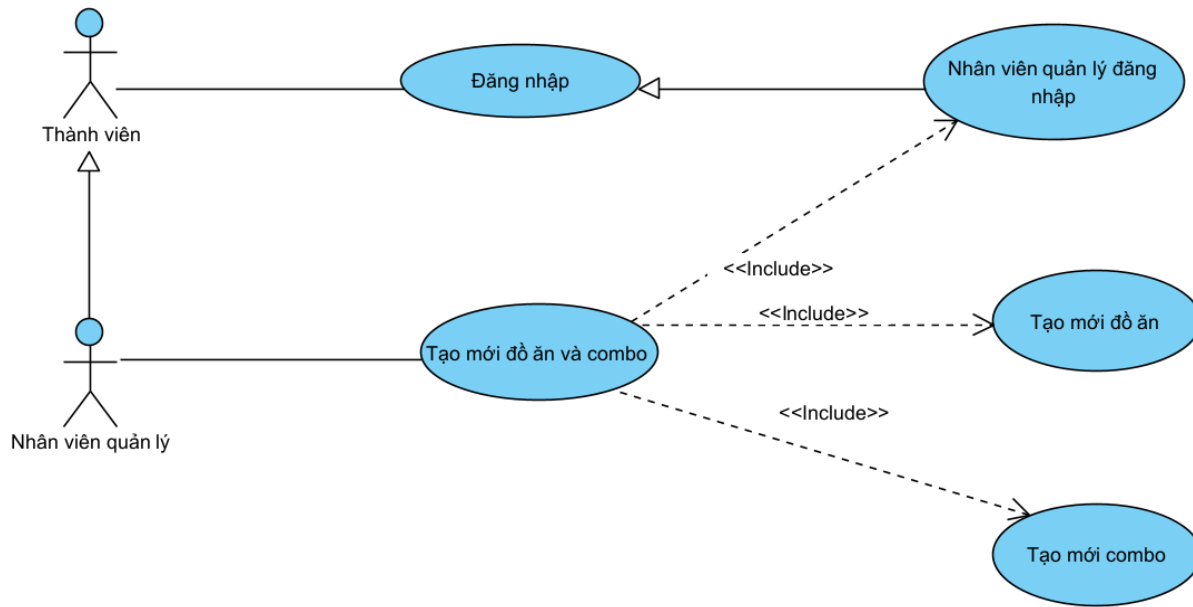 Đăng nhập
Nhân viên quản lý đăng
nhập
Thành viên
<<Include>>
<<Include>>
Tạo mới đồ ăn
Tạo mới đồ ăn và combo
<<Include>>
Nhân viên quản lý
Tạo mới combo